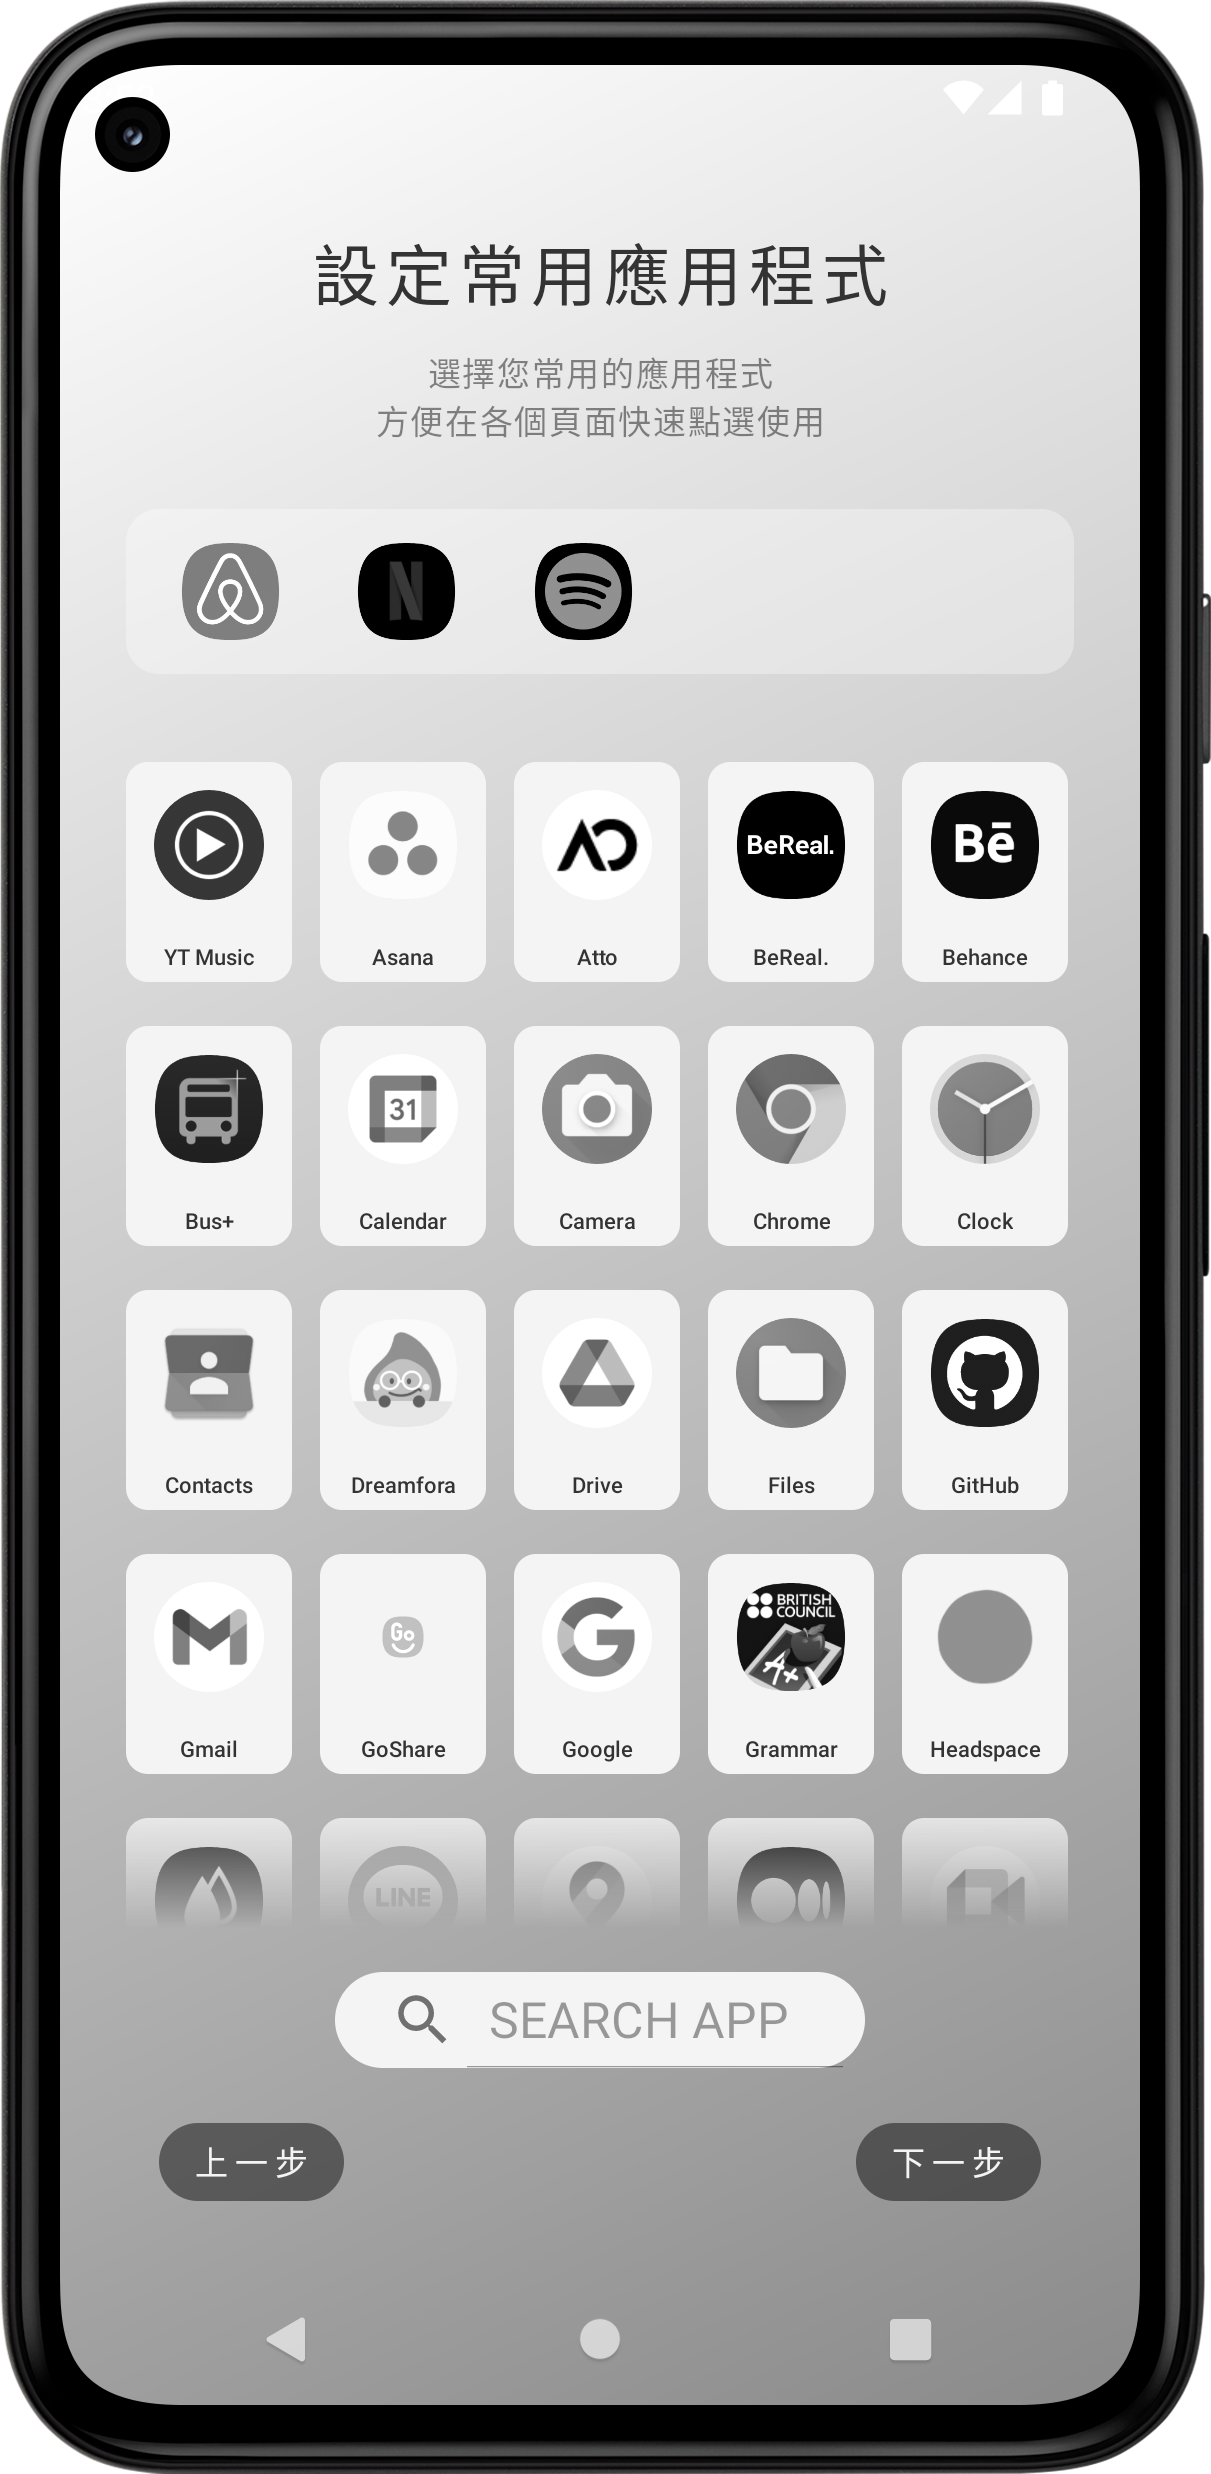 設定常用應用程式
選擇您常用的應用程式
方便在各個頁面快速點選使用
N
BeReal.
Bē
YT Music
Asana
Atto
BeReal.
Behance
31
Bus+
Calendar
Camera
Chrome
Clock
Contacts
Dreamfora
Drive
Files
GitHub
M
Go
G
BRITISH
COUNCIL
A+
Gmail
GoShare
Google
Grammar
Headspace
LINE
SEARCH APP
上一步
下一步